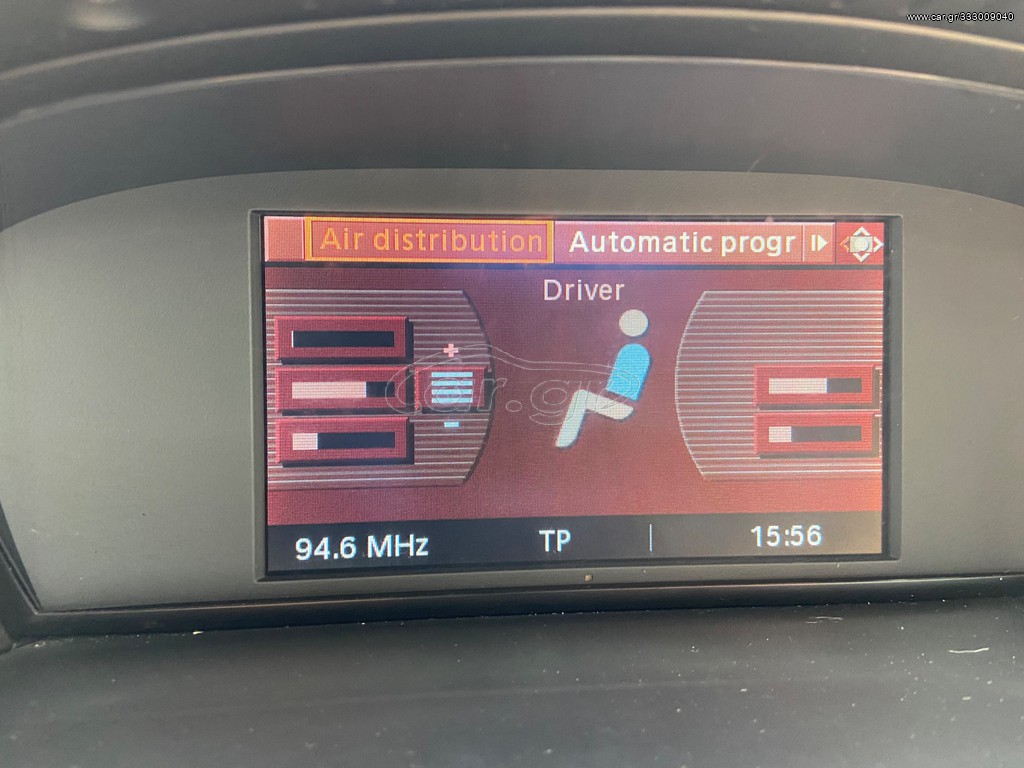 www.car.gr/333009040
Air distribution Automatic progr
Driver
car.gr
94.6 MHz TP 15:56